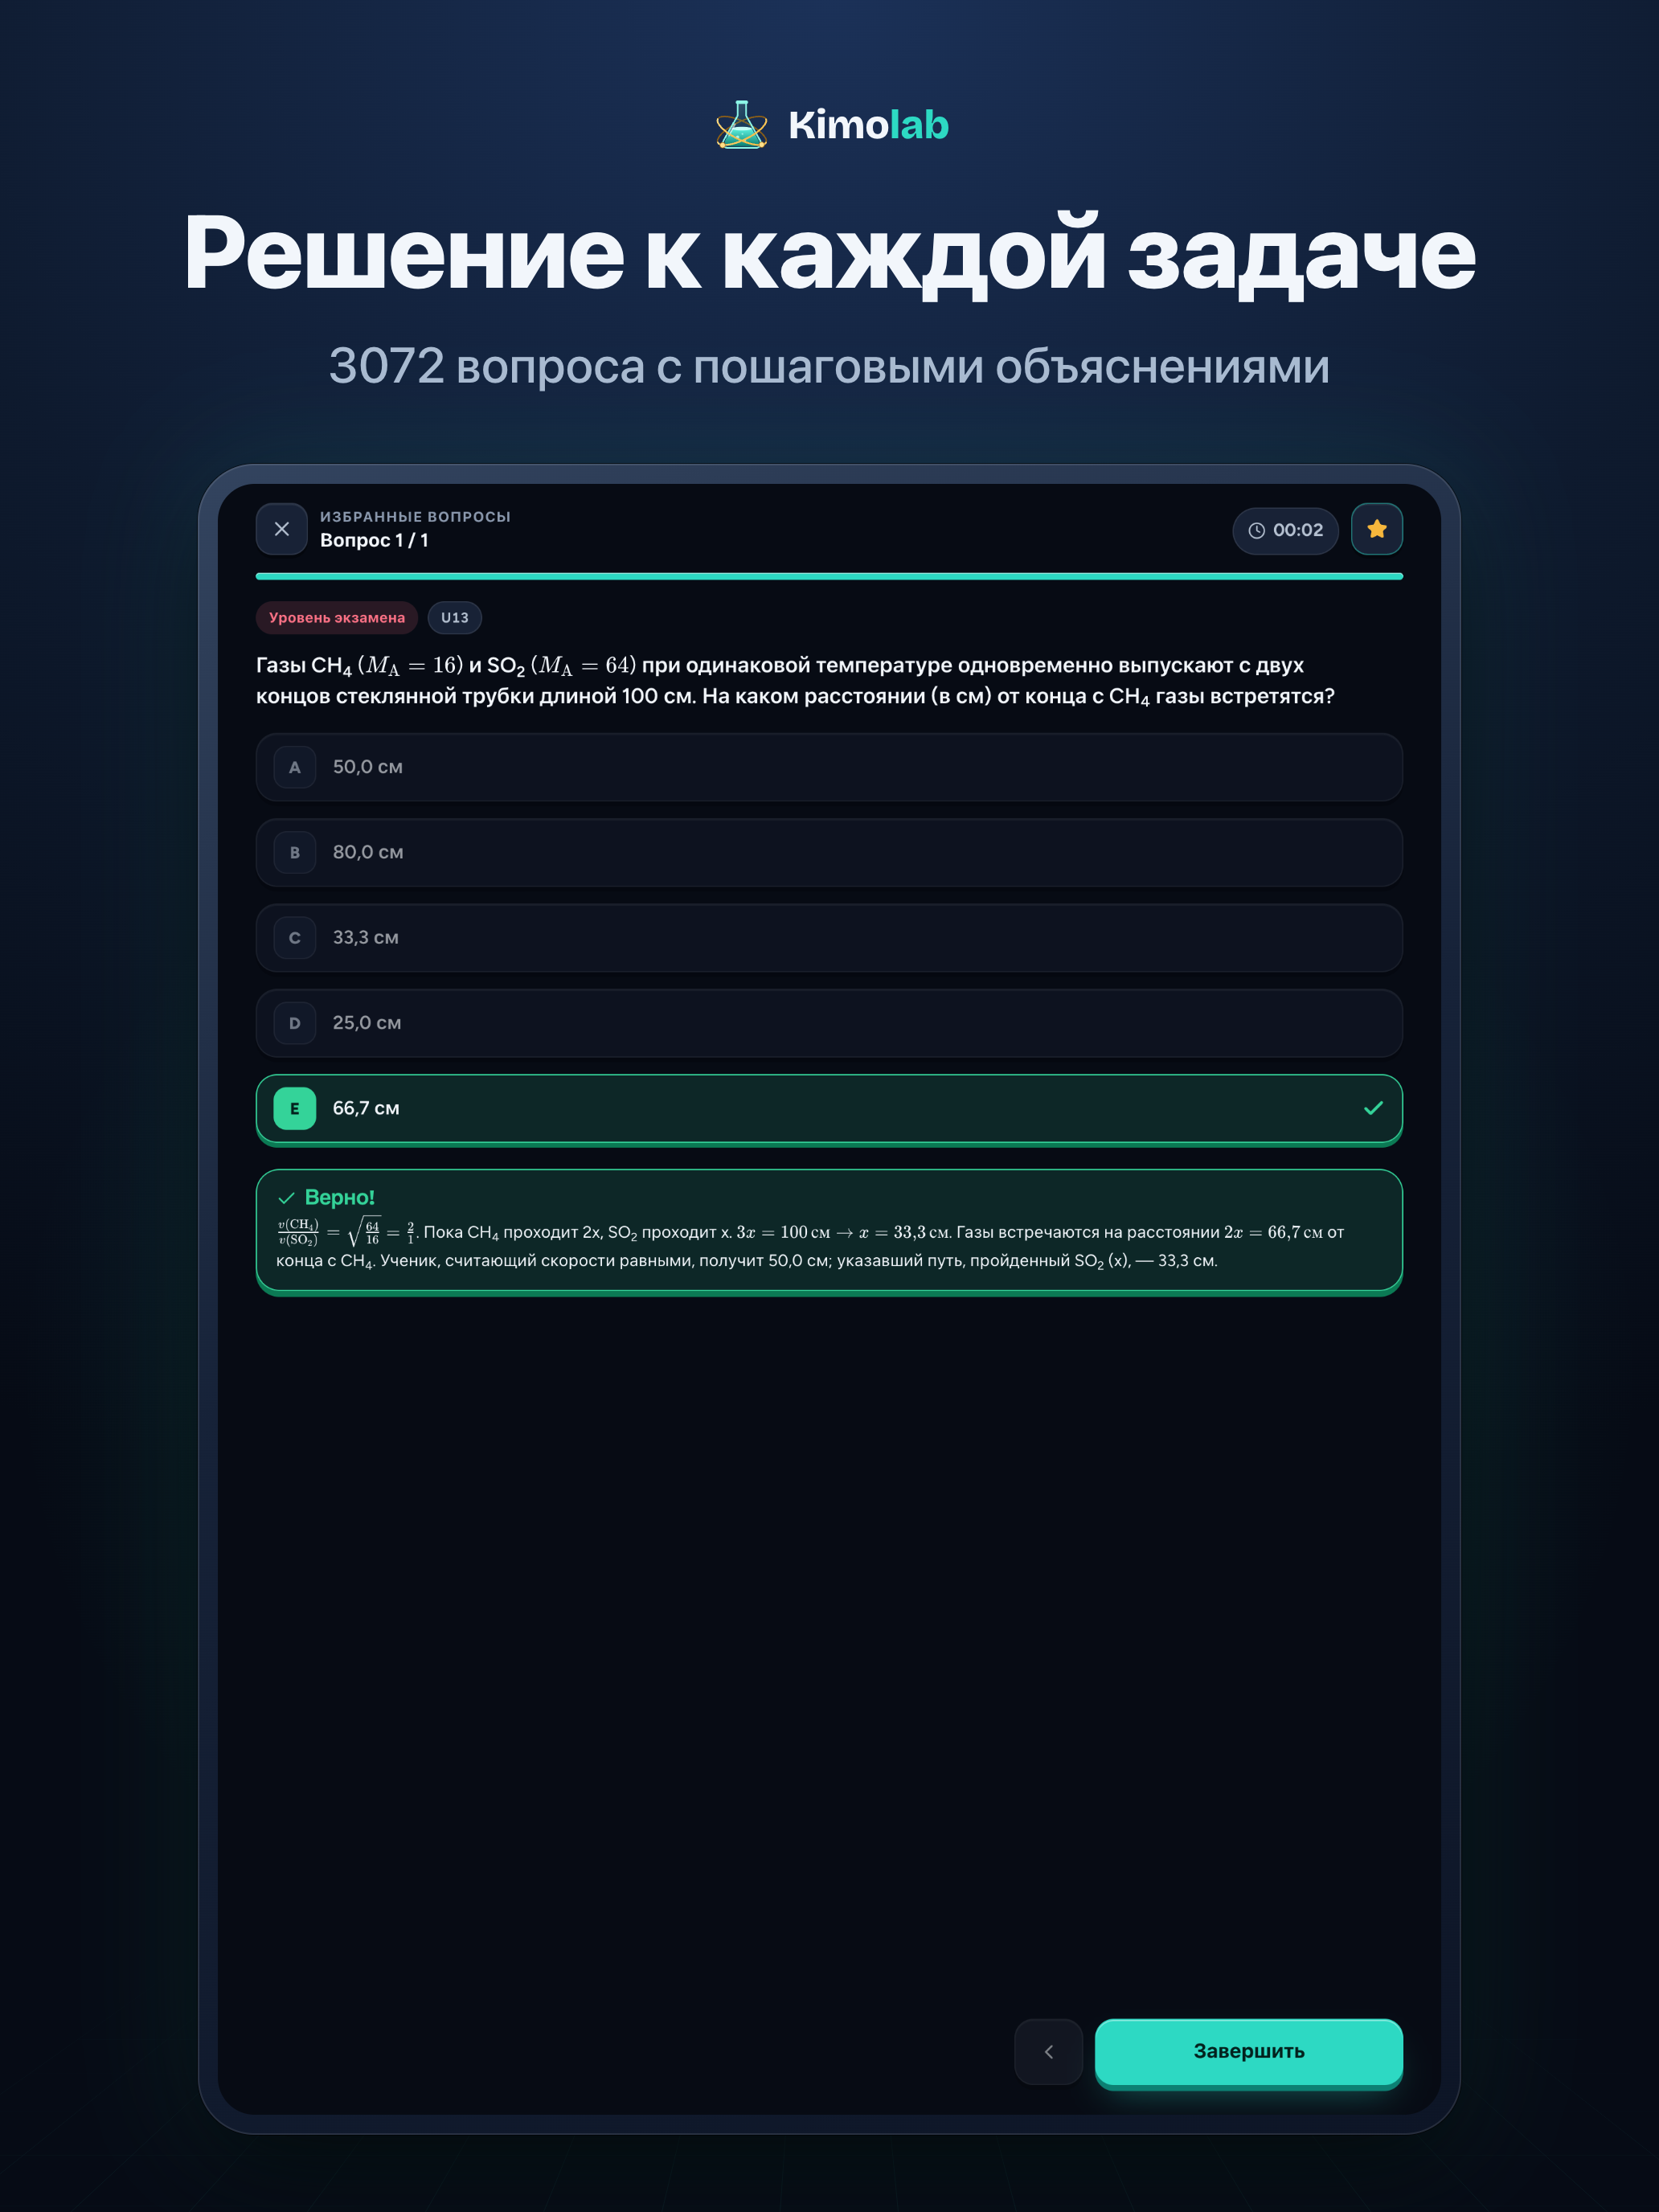 Kimolab
Решение к каждой задаче
3072 вопроса с пошаговыми объяснениями
ИЗБРАННЫЕ ВОПРОСЫ
Вопрос 1 / 1
00:02
Уровень экзамена
U13
Газы CH₄ (M_A = 16) и SO₂ (M_A = 64) при одинаковой температуре одновременно выпускают с двух
концов стеклянной трубки длиной 100 см. На каком расстоянии (в см) от конца с CH₄ газы встретятся?
A 50,0 см
B 80,0 см
C 33,3 см
D 25,0 см
E 66,7 см
Верно!
v(CH₄)/v(SO₂) = √(64/16) = 2/1. Пока CH₄ проходит 2x, SO₂ проходит x. 3x = 100 см → x = 33,3 см. Газы встречаются на расстоянии 2x = 66,7 см от
конца с CH₄. Ученик, считающий скорости равными, получит 50,0 см; указавший путь, пройденный SO₂ (x), — 33,3 см.
Завершить